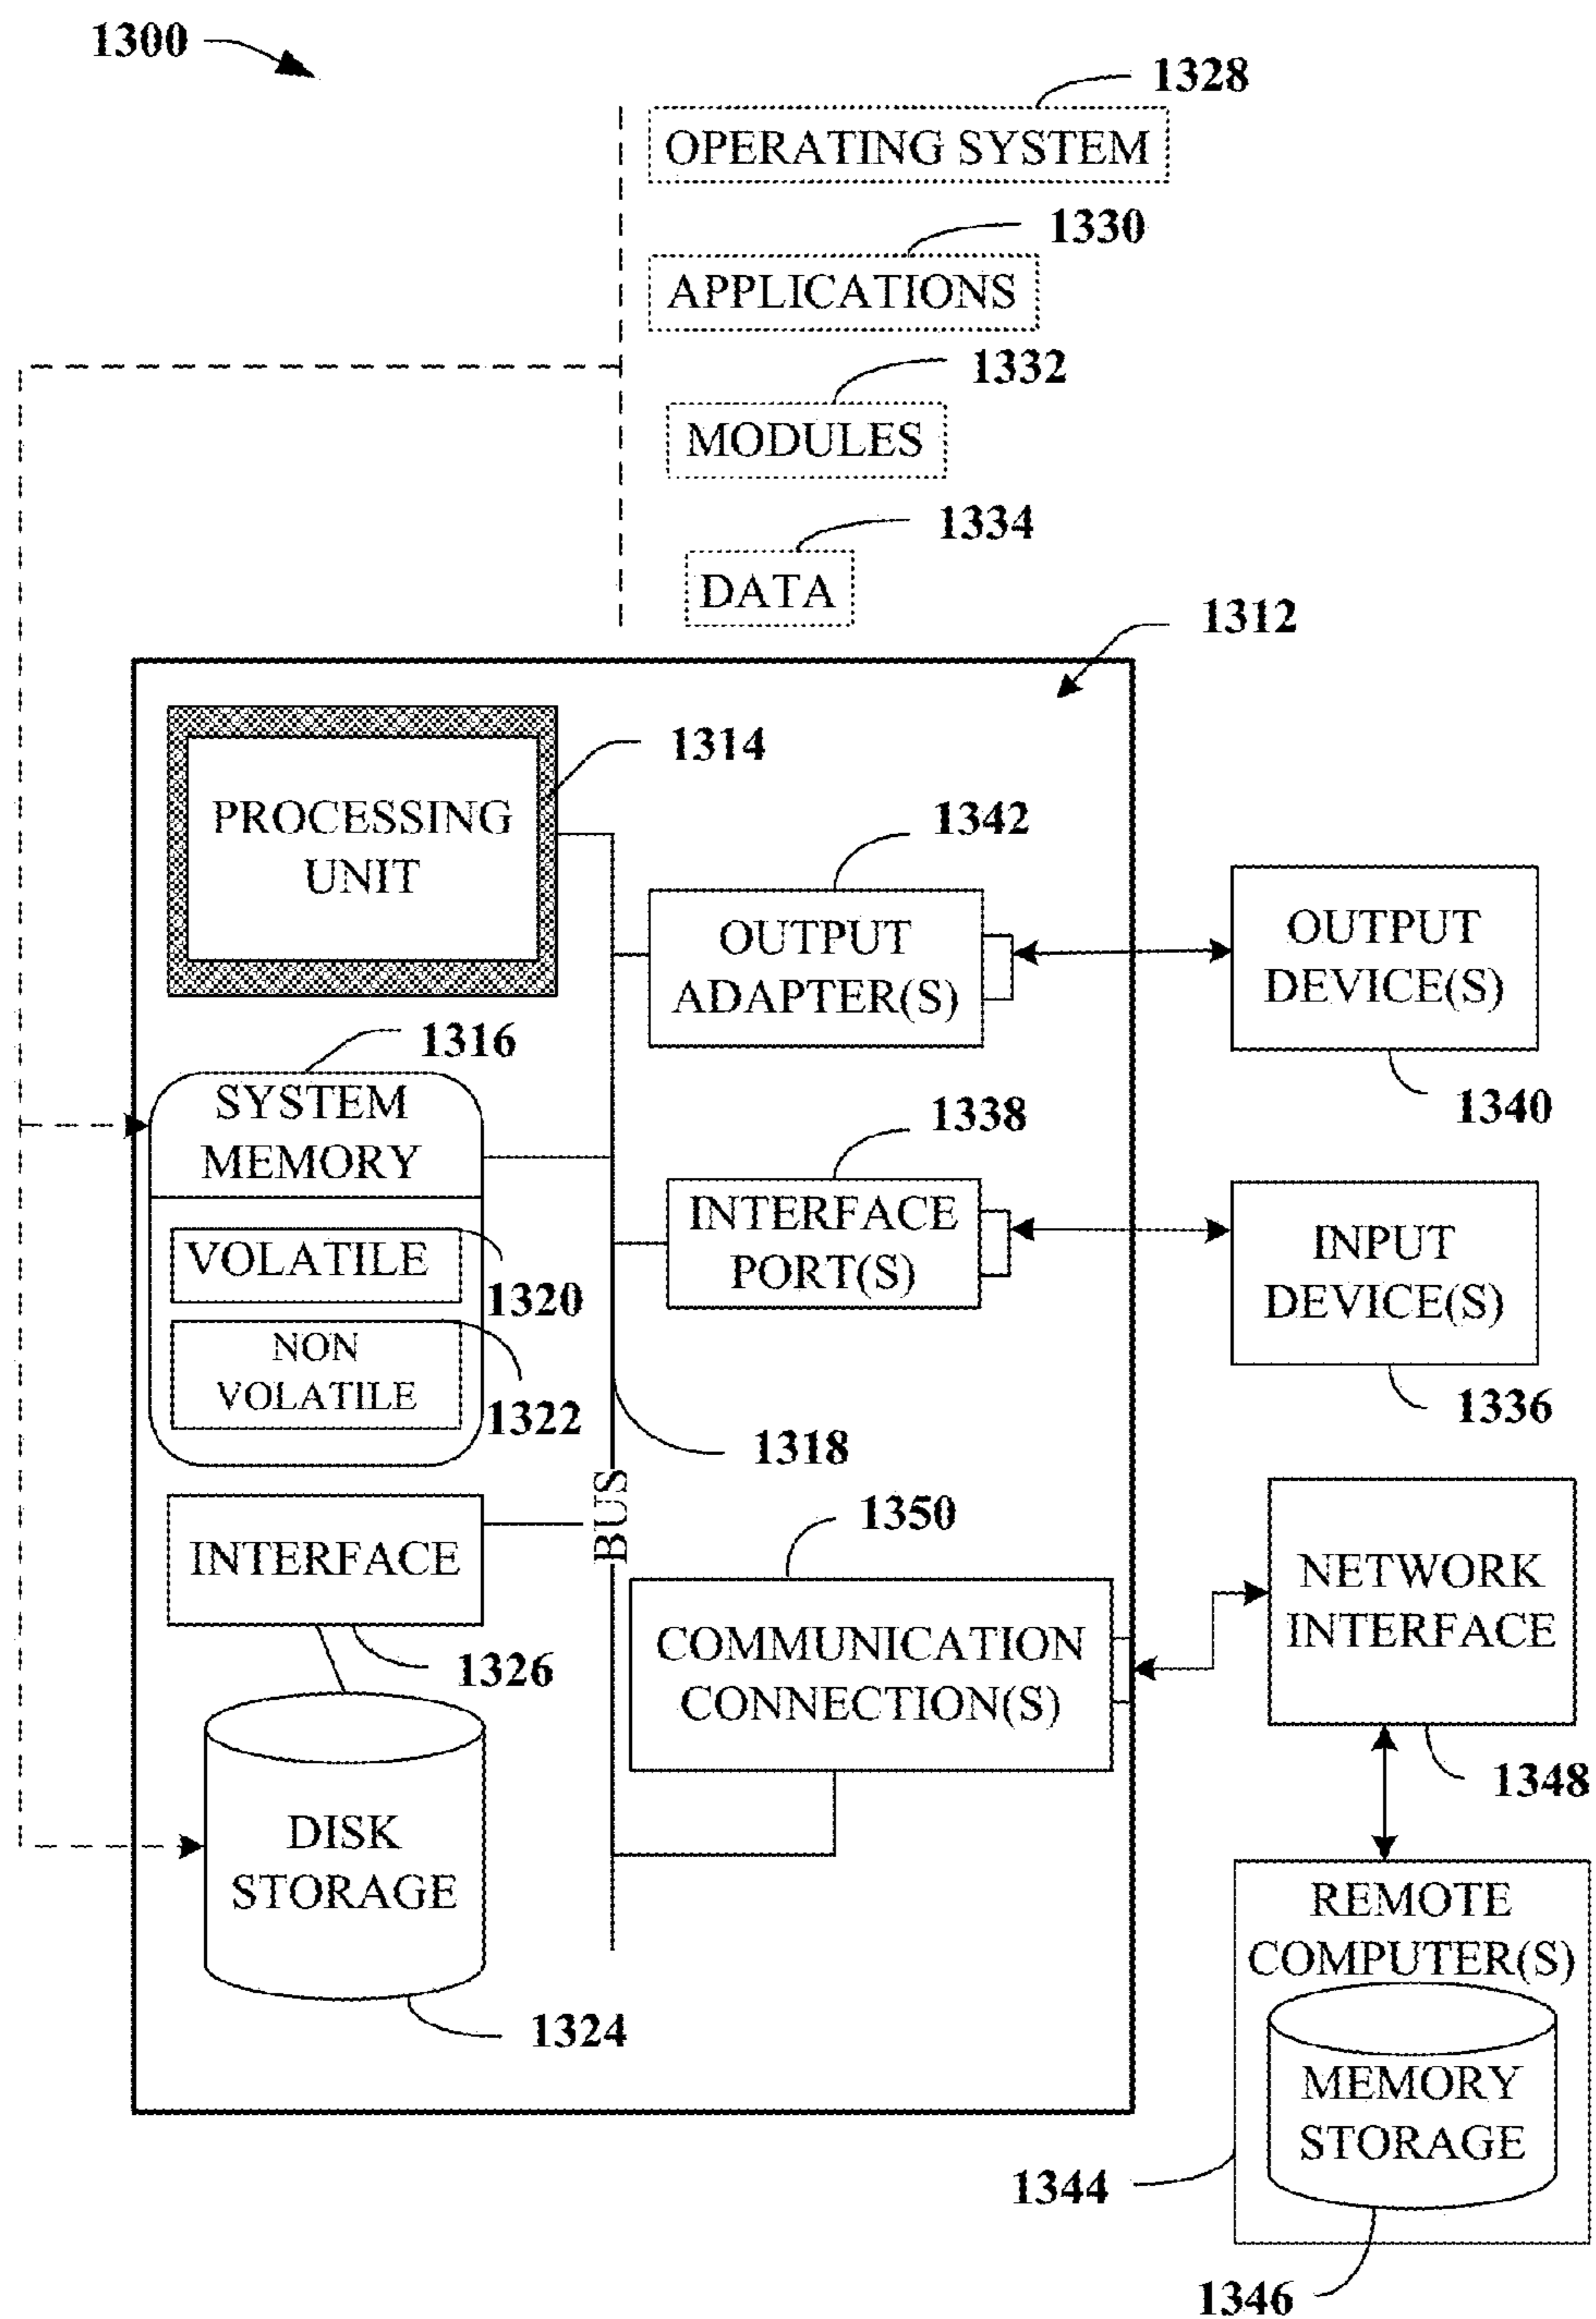 1300
1328
OPERATING SYSTEM
1330
APPLICATIONS
1332
MODULES
1334
DATA
1312
1314
PROCESSING
UNIT
1342
OUTPUT
ADAPTER(S)
OUTPUT
DEVICE(S)
1340
1316
SYSTEM
MEMORY
VOLATILE
1320
NON
VOLATILE
1322
1338
INTERFACE
PORT(S)
INPUT
DEVICE(S)
1336
1318
BUS
INTERFACE
1326
1350
COMMUNICATION
CONNECTION(S)
NETWORK
INTERFACE
1348
DISK
STORAGE
1324
REMOTE
COMPUTER(S)
MEMORY
STORAGE
1344
1346